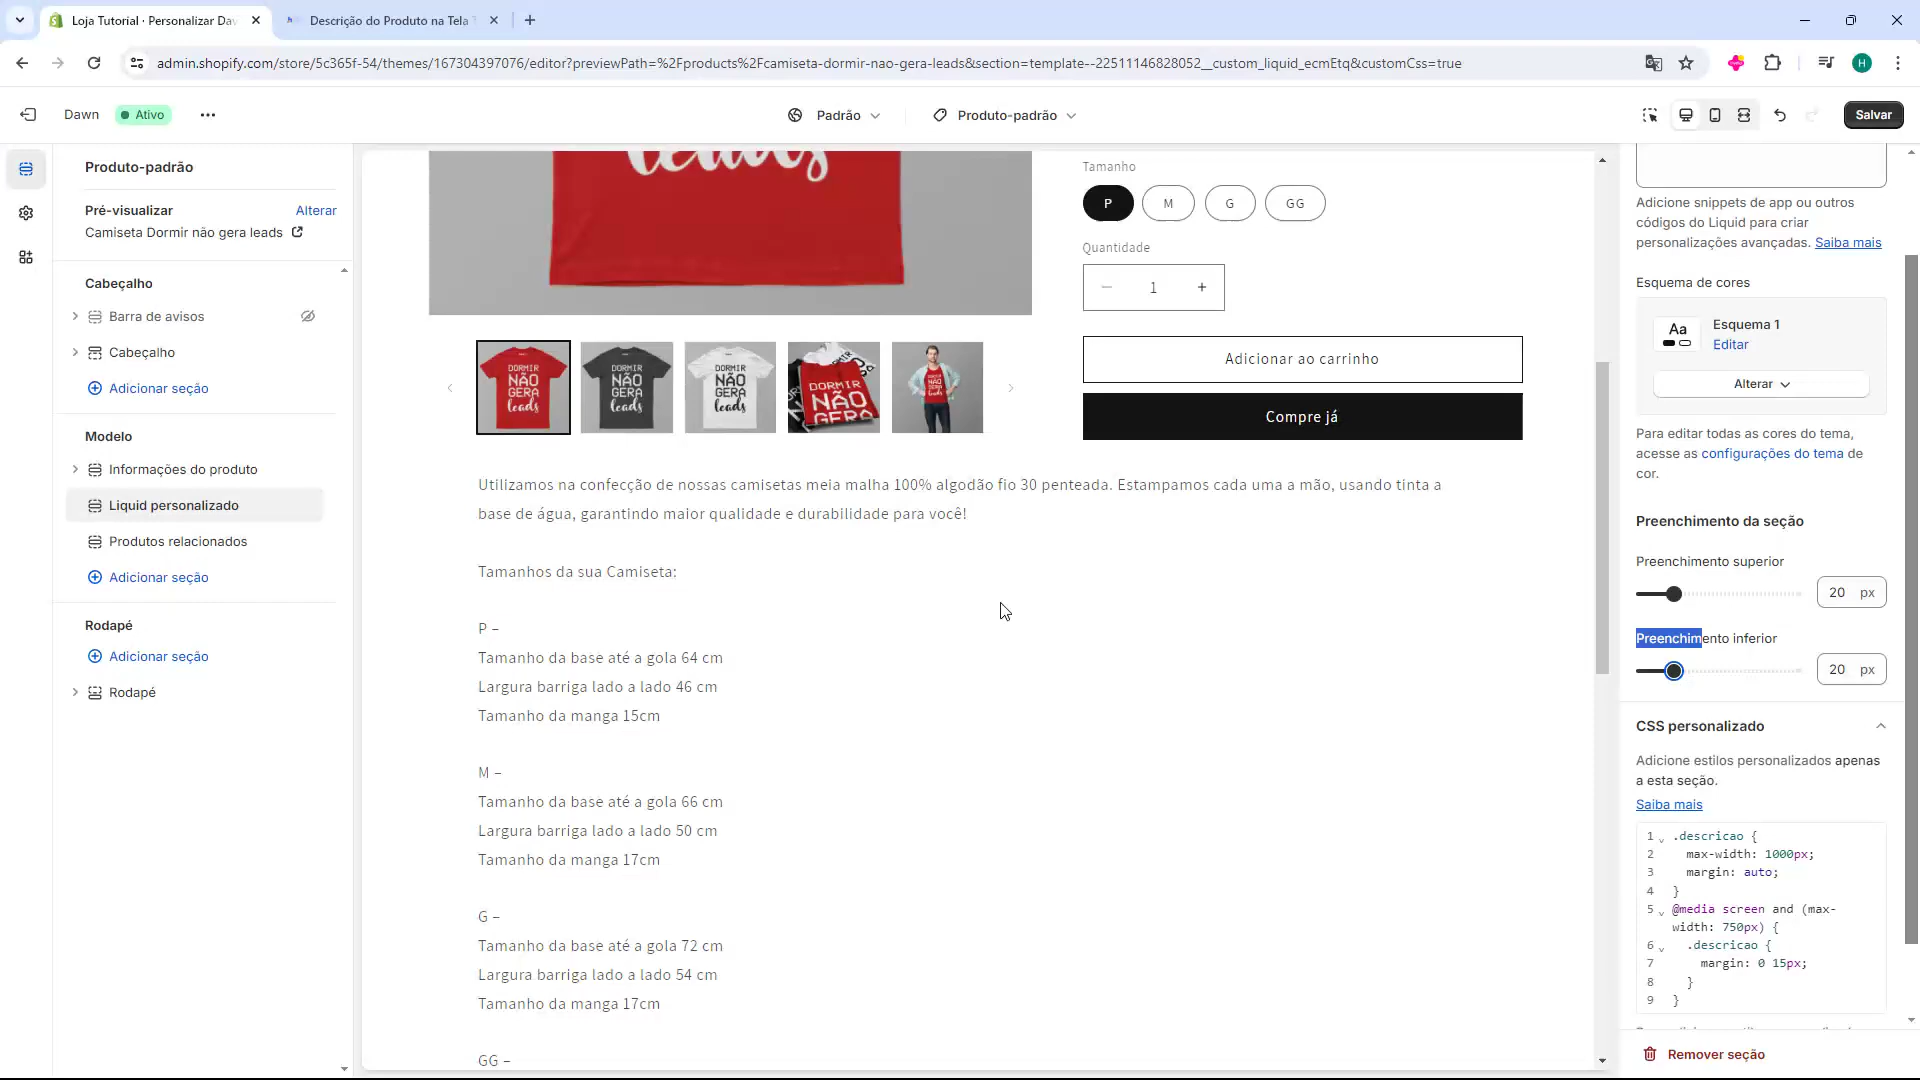 Loja Tutorial · Personalizar Daw
Descrição do Produto na Tela T
admin.shopify.com/store/5c365f-54/themes/167304397076/editor?previewPath=%2Fproducts%2Fcamiseta-dormir-nao-gera-leads&section=template--22511146828052__custom_liquid_ecmEtq&customCss=true
H
Dawn
Ativo
Padrão
Produto-padrão
Salvar
Produto-padrão
Pré-visualizar
Alterar
Camiseta Dormir não gera leads
Cabeçalho
Barra de avisos
Cabeçalho
Adicionar seção
Modelo
Informações do produto
Liquid personalizado
Produtos relacionados
Adicionar seção
Rodapé
Adicionar seção
Rodapé
leads
DORMIR
NÃO
GERA
leads
DORMIR
NÃO
GERA
leads
DORMIR
NÃO
GERA
leads
DORMIR
NÃO
GERA
Tamanho
P
M
G
GG
Quantidade
1
Adicionar ao carrinho
Compre já
Utilizamos na confecção de nossas camisetas meia malha 100% algodão fio 30 penteada. Estampamos cada uma a mão, usando tinta a
base de água, garantindo maior qualidade e durabilidade para você!
Tamanhos da sua Camiseta:
P –
Tamanho da base até a gola 64 cm
Largura barriga lado a lado 46 cm
Tamanho da manga 15cm
M –
Tamanho da base até a gola 66 cm
Largura barriga lado a lado 50 cm
Tamanho da manga 17cm
G –
Tamanho da base até a gola 72 cm
Largura barriga lado a lado 54 cm
Tamanho da manga 17cm
GG –
Adicione snippets de app ou outros
códigos do Liquid para criar
personalizações avançadas. Saiba mais
Esquema de cores
Aa
Esquema 1
Editar
Alterar
Para editar todas as cores do tema,
acesse as configurações do tema de
cor.
Preenchimento da seção
Preenchimento superior
20 px
Preenchimento inferior
20 px
CSS personalizado
Adicione estilos personalizados apenas
a esta seção.
Saiba mais
1 .descricao {
2 max-width: 1000px;
3 margin: auto;
4 }
5 @media screen and (max-
width: 750px) {
6 .descricao {
7 margin: 0 15px;
8 }
9 }
Remover seção